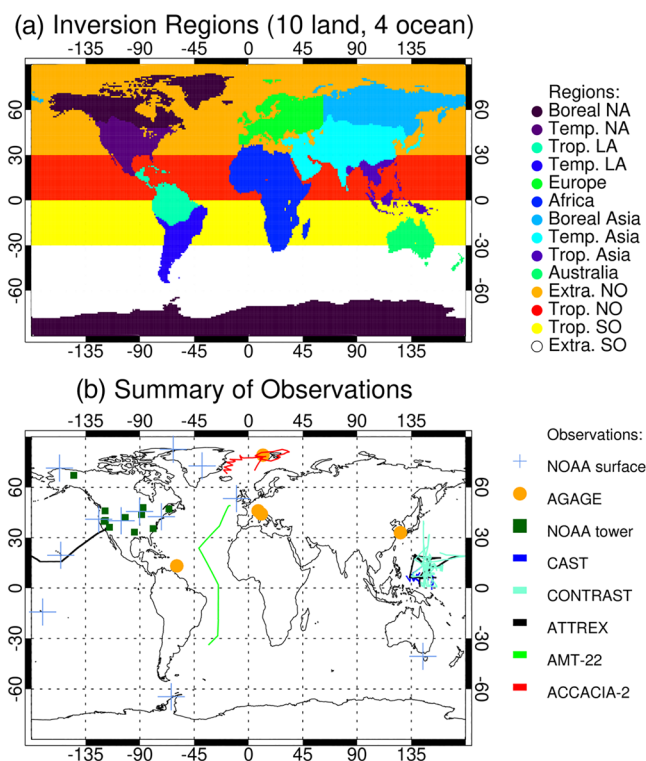 (a) Inversion Regions (10 land, 4 ocean)
-135 -90 -45 0 45 90 135
60 60
30 30
0 0
-30 -30
-60 -60
-135 -90 -45 0 45 90 135
Regions:
Boreal NA
Temp. NA
Trop. LA
Temp. LA
Europe
Africa
Boreal Asia
Temp. Asia
Trop. Asia
Australia
Extra. NO
Trop. NO
Trop. SO
Extra. SO
(b) Summary of Observations
-135 -90 -45 0 45 90 135
60 60
30 30
0 0
-30 -30
-60 -60
-135 -90 -45 0 45 90 135
Observations:
NOAA surface
AGAGE
NOAA tower
CAST
CONTRAST
ATTREX
AMT-22
ACCACIA-2